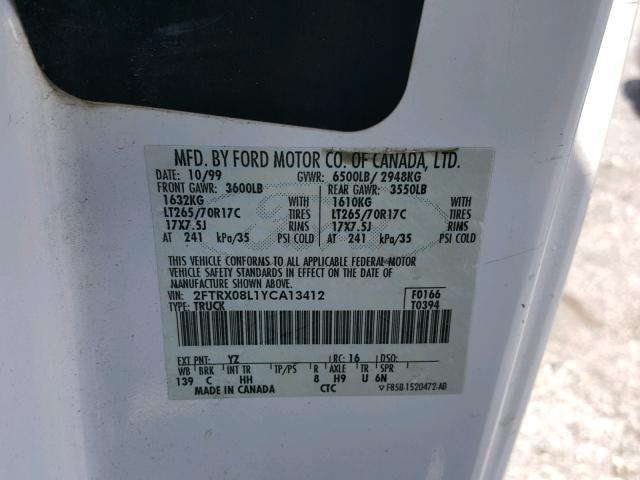 MFD. BY FORD MOTOR CO. OF CANADA, LTD.
DATE: 10/99 GVWR: 6500LB/ 2948KG
FRONT GAWR: 3600LB REAR GAWR: 3550LB
1632KG WITH 1610KG WITH
LT265/70R17C TIRES LT265/70R17C TIRES
17X7.5J RIMS 17X7.5J RIMS
AT 241 kPa/35 PSI COLD AT 241 kPa/35 PSI COLD
THIS VEHICLE CONFORMS TO ALL APPLICABLE FEDERAL MOTOR
VEHICLE SAFETY STANDARDS IN EFFECT ON THE DATE OF
MANUFACTURE SHOWN ABOVE.
VIN: 2FTRX08L1YCA13412 F0166
TYPE: TRUCK T0394
EXT PNT: YZ RC: 16 DSO:
WB BRK INT TR TP/PS R AXLE TR SPR
139 C HH 8 H9 U 6N
MADE IN CANADA CTC F85B-1520472-AB